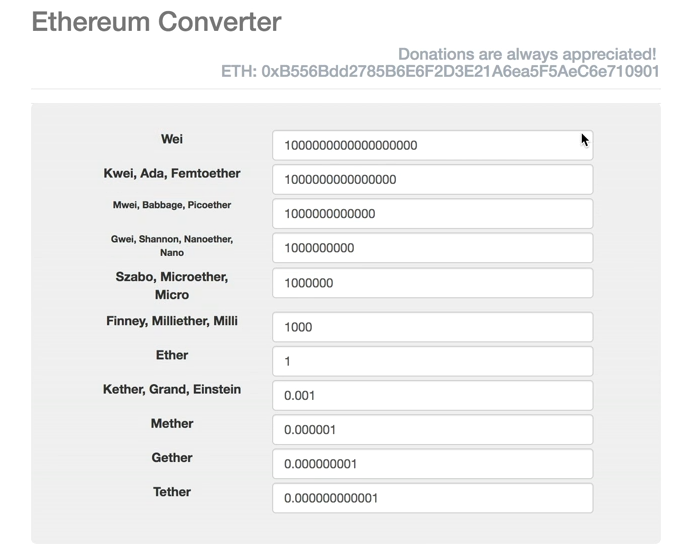 Ethereum Converter
Donations are always appreciated!
ETH: 0xB556Bdd2785B6E6F2D3E21A6ea5F5AeC6e710901
Wei
1000000000000000000
Kwei, Ada, Femtoether
1000000000000000
Mwei, Babbage, Picoether
1000000000000
Gwei, Shannon, Nanoether,
Nano
1000000000
Szabo, Microether,
Micro
1000000
Finney, Milliether, Milli
1000
Ether
1
Kether, Grand, Einstein
0.001
Mether
0.000001
Gether
0.000000001
Tether
0.000000000001